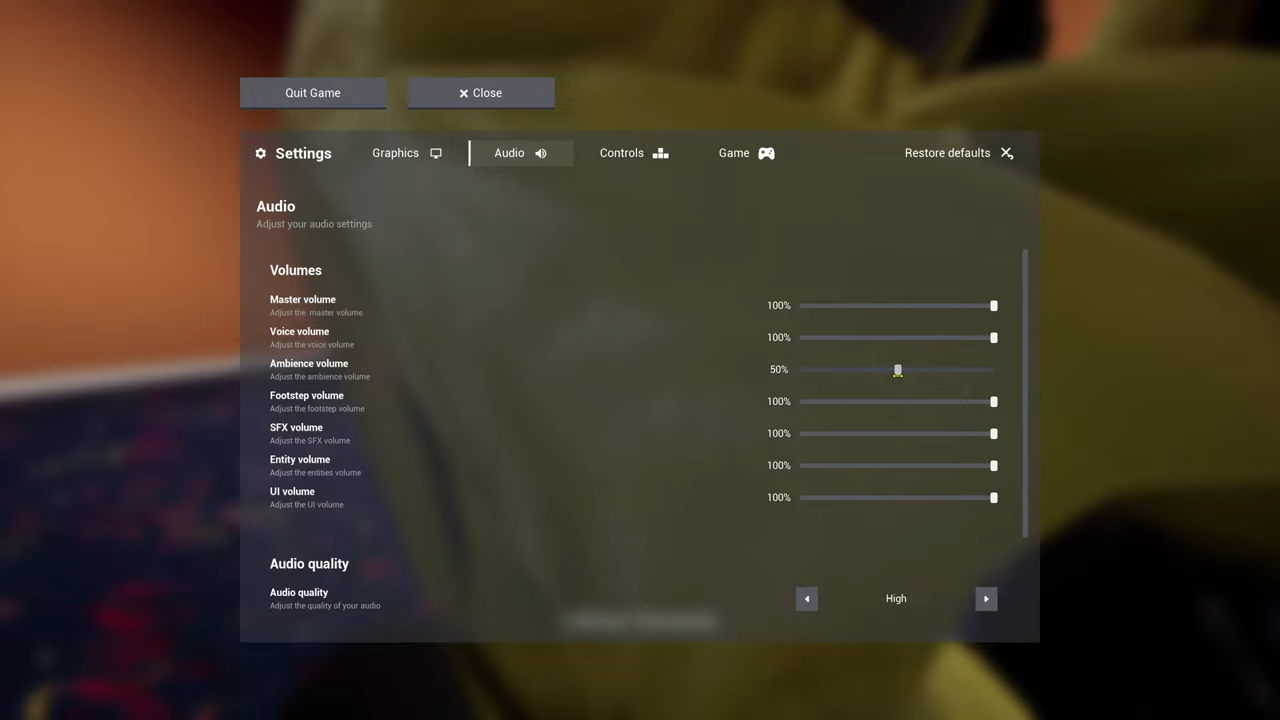 Quit Game
Close
Settings
Graphics
Audio
Controls
Game
Restore defaults
Audio
Adjust your audio settings
Volumes
Master volume
Adjust the master volume
100%
Voice volume
Adjust the voice volume
100%
Ambience volume
Adjust the ambience volume
50%
Footstep volume
Adjust the footstep volume
100%
SFX volume
Adjust the SFX volume
100%
Entity volume
Adjust the entities volume
100%
UI volume
Adjust the UI volume
100%
Audio quality
Audio quality
Adjust the quality of your audio
High